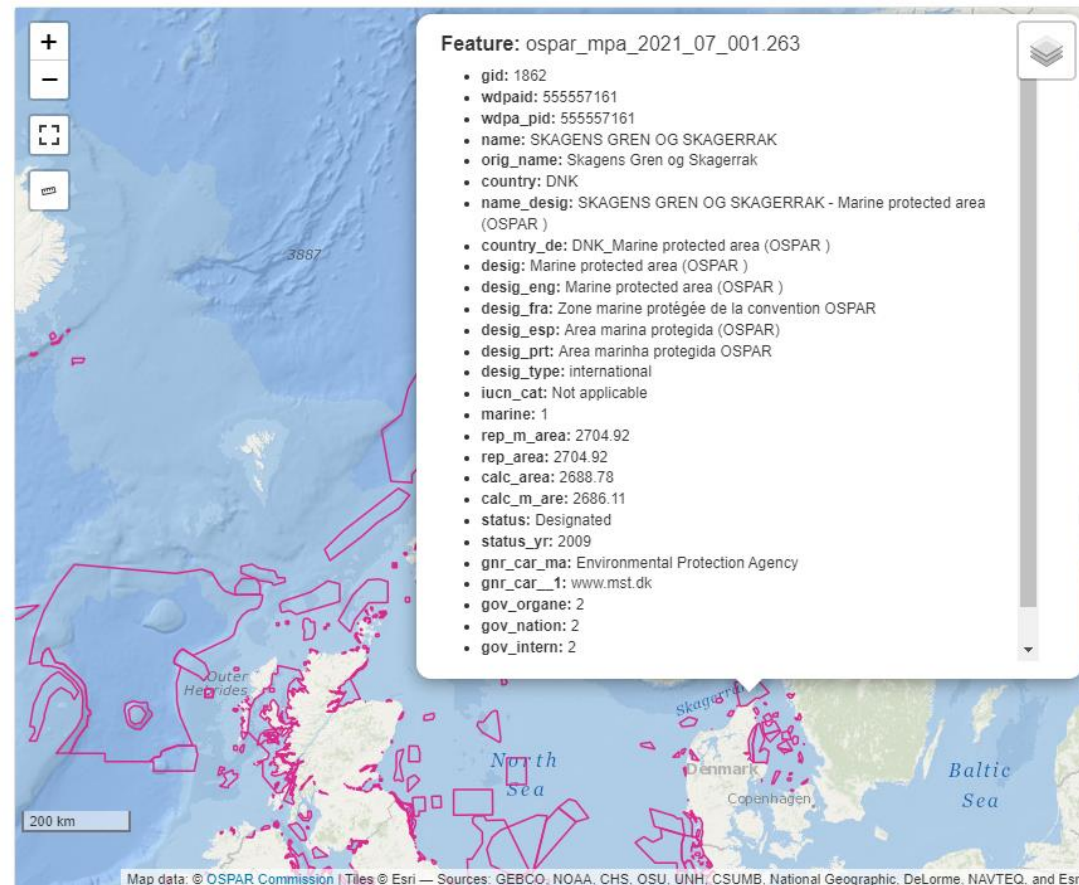 +
−
Feature: ospar_mpa_2021_07_001.263
• gid: 1862
• wdpaid: 555557161
• wdpa_pid: 555557161
• name: SKAGENS GREN OG SKAGERRAK
• orig_name: Skagens Gren og Skagerrak
• country: DNK
• name_desig: SKAGENS GREN OG SKAGERRAK - Marine protected area
(OSPAR )
• country_de: DNK_Marine protected area (OSPAR )
• desig: Marine protected area (OSPAR )
• desig_eng: Marine protected area (OSPAR )
• desig_fra: Zone marine protégée de la convention OSPAR
• desig_esp: Area marina protegida (OSPAR)
• desig_prt: Area marinha protegida OSPAR
• desig_type: international
• iucn_cat: Not applicable
• marine: 1
• rep_m_area: 2704.92
• rep_area: 2704.92
• calc_area: 2688.78
• calc_m_are: 2686.11
• status: Designated
• status_yr: 2009
• gnr_car_ma: Environmental Protection Agency
• gnr_car__1: www.mst.dk
• gov_organe: 2
• gov_nation: 2
• gov_intern: 2
3887
Outer
Hebrides
Skagerra
North
Sea
Denmark
Copenhagen
Baltic
Sea
200 km
Map data: © OSPAR Commission | Tiles © Esri — Sources: GEBCO, NOAA, CHS, OSU, UNH, CSUMB, National Geographic, DeLorme, NAVTEQ, and Esri